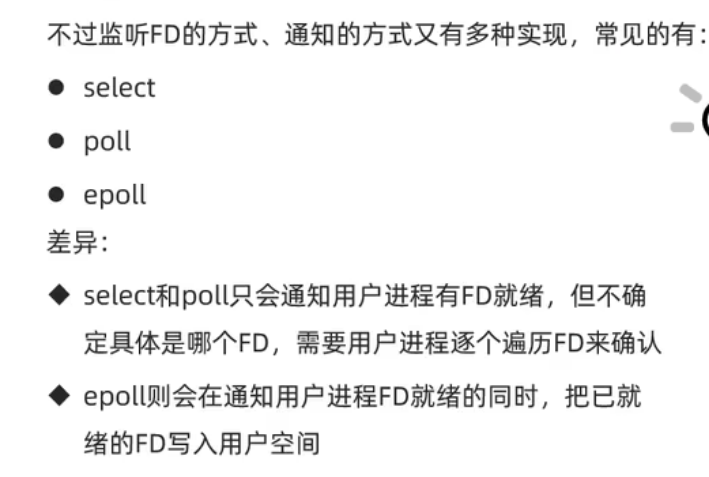 不过监听FD的方式、通知的方式又有多种实现，常见的有：
● select
● poll
● epoll
差异：
◆ select和poll只会通知用户进程有FD就绪，但不确
定具体是哪个FD，需要用户进程逐个遍历FD来确认
◆ epoll则会在通知用户进程FD就绪的同时，把已就
绪的FD写入用户空间